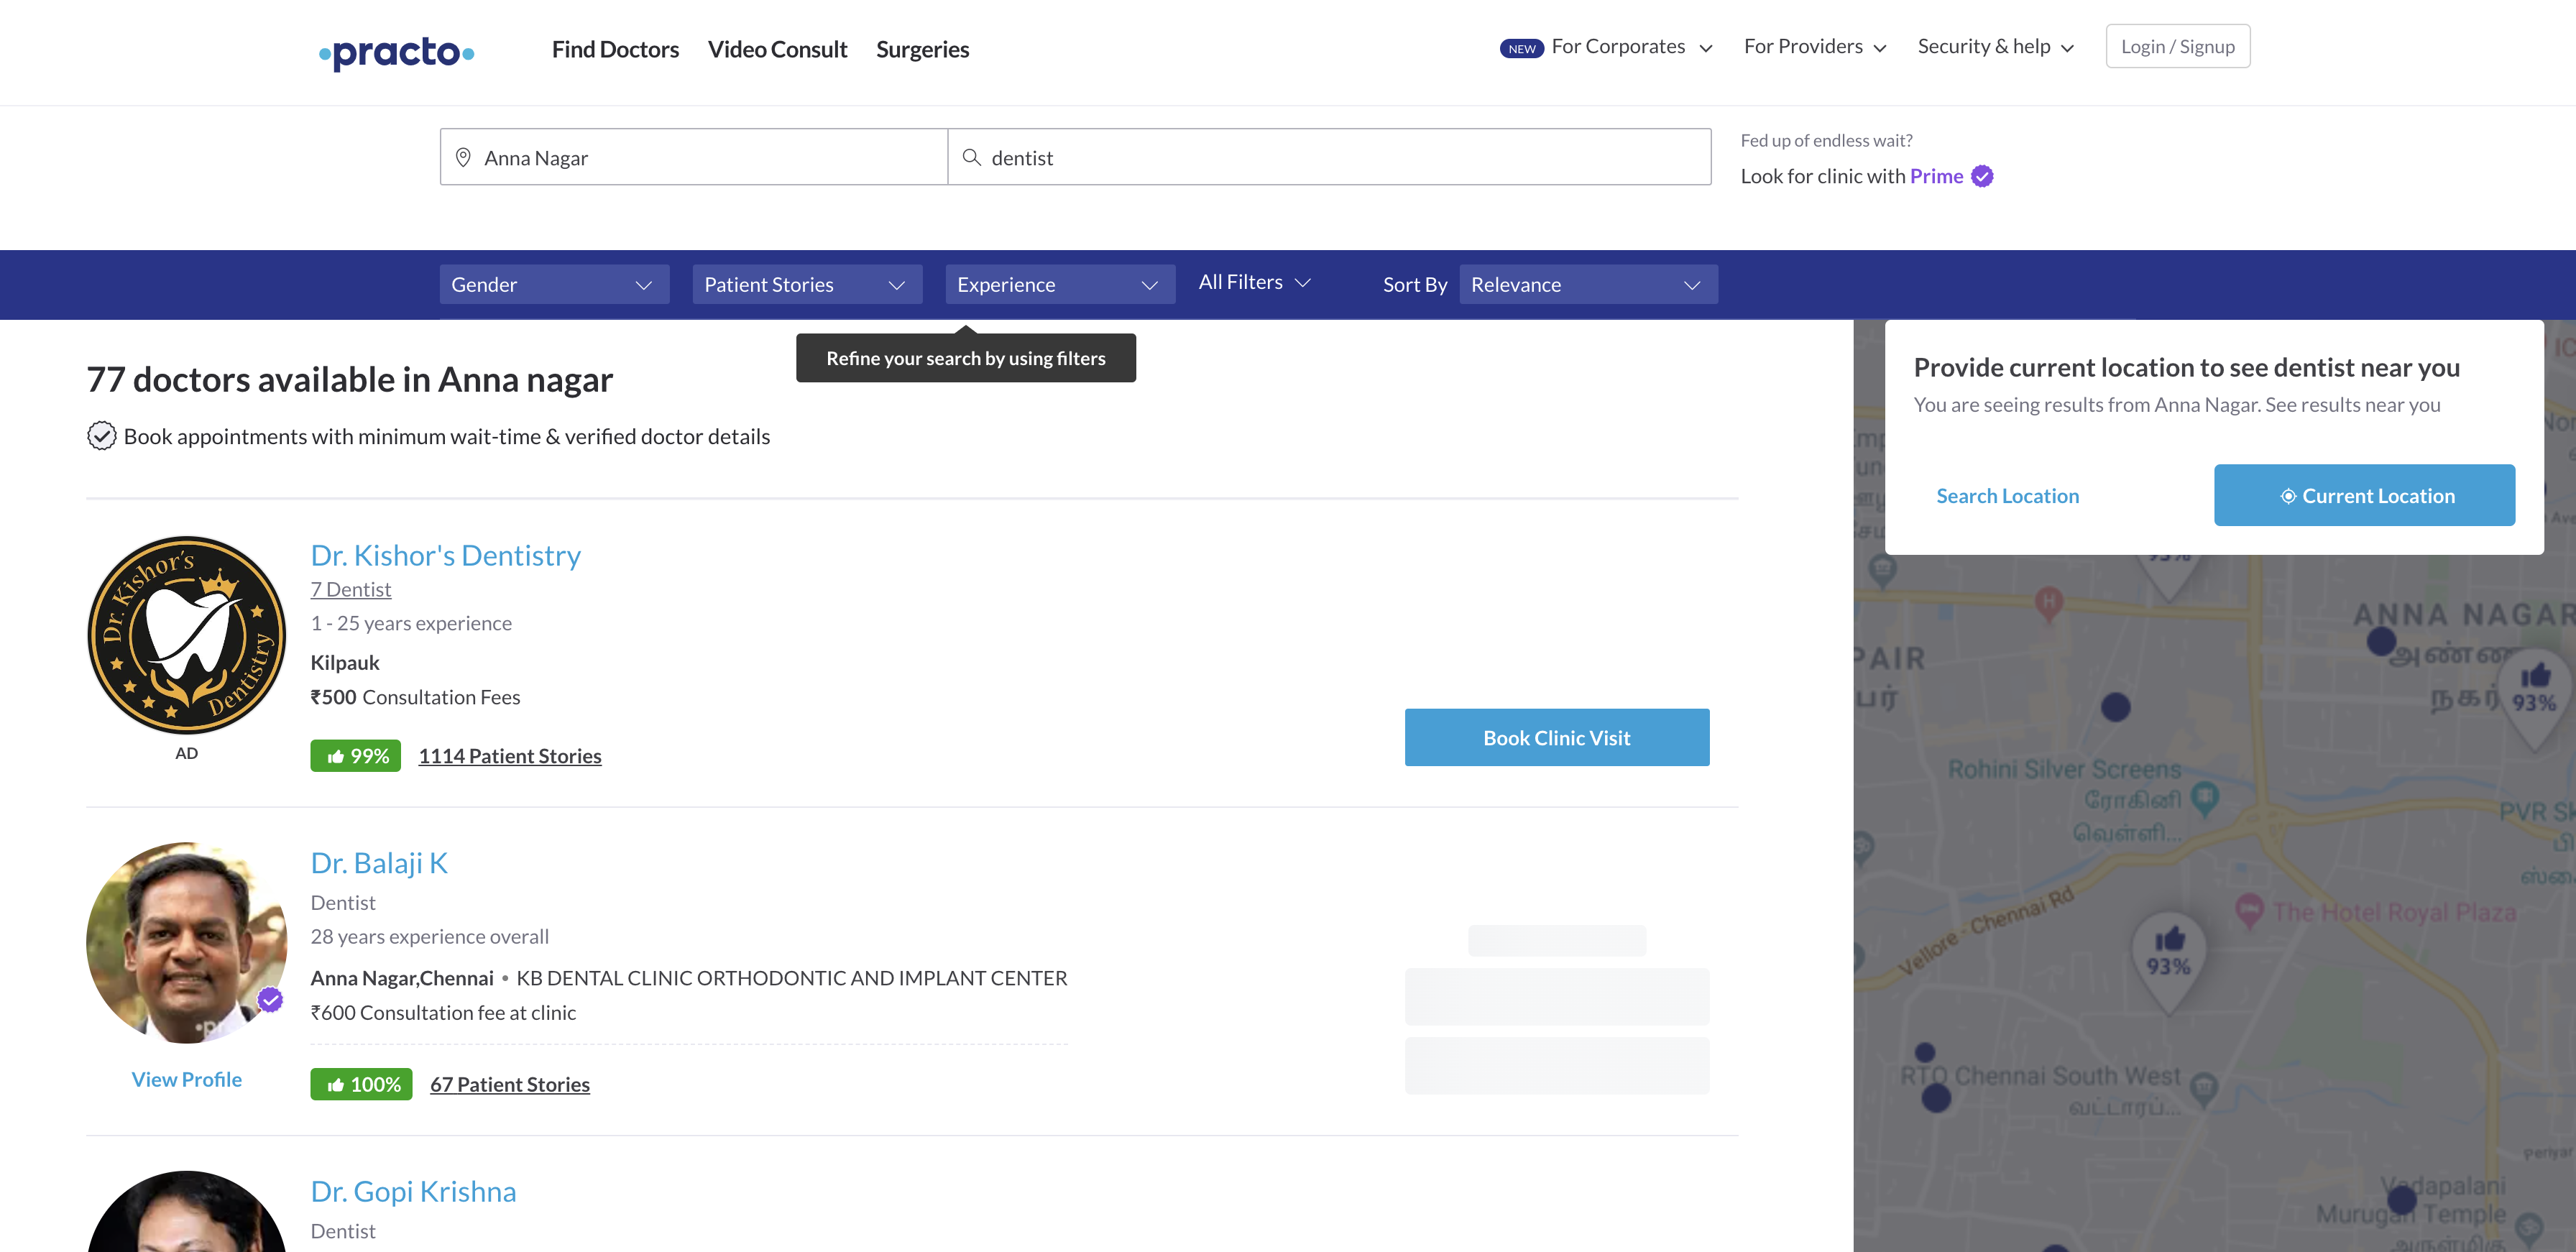 practo
Find Doctors
Video Consult
Surgeries
NEW For Corporates
For Providers
Security & help
Login / Signup
Anna Nagar
dentist
Fed up of endless wait?
Look for clinic with Prime
Gender
Patient Stories
Experience
All Filters
Sort By
Relevance
Refine your search by using filters
77 doctors available in Anna nagar
Book appointments with minimum wait-time & verified doctor details
Dr. Kishor's
Dentistry
AD
Dr. Kishor's Dentistry
7 Dentist
1 - 25 years experience
Kilpauk
₹500 Consultation Fees
99%
1114 Patient Stories
Book Clinic Visit
Dr. Balaji K
Dentist
28 years experience overall
Anna Nagar,Chennai • KB DENTAL CLINIC ORTHODONTIC AND IMPLANT CENTER
₹600 Consultation fee at clinic
View Profile
100%
67 Patient Stories
Dr. Gopi Krishna
Dentist
Provide current location to see dentist near you
You are seeing results from Anna Nagar. See results near you
Search Location
Current Location
93%
H
ANNA NAGAR
PAIR
93%
Rohini Silver Screens
ரோகினி
வெள்ளி...
PVR SK
Vellore - Chennai Rd
The Hotel Royal Plaza
93%
RTO Chennai South West
வட்டாரப்...
Periyar
Vadapalani
Murugan Temple